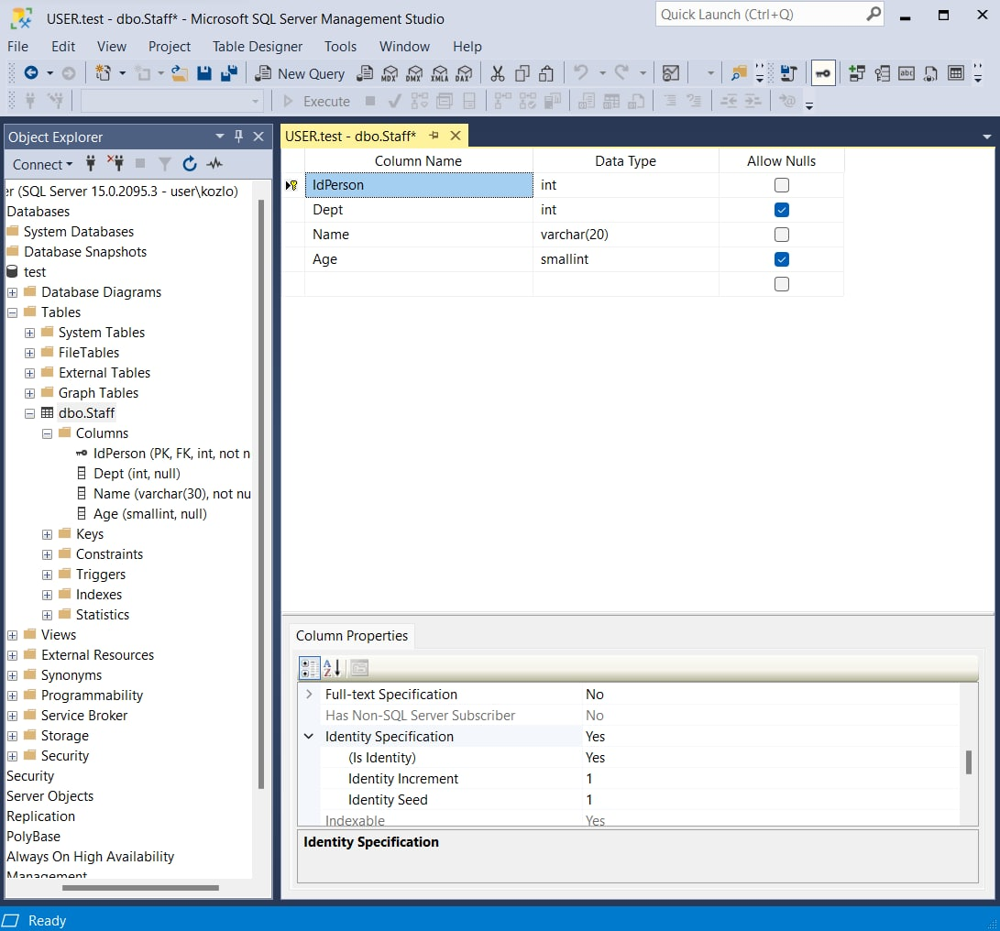 USER.test - dbo.Staff* - Microsoft SQL Server Management Studio
Quick Launch (Ctrl+Q)
File Edit View Project Table Designer Tools Window Help
New Query MDX DMX XMLA DAX
Execute
Object Explorer
Connect
er (SQL Server 15.0.2095.3 - user\kozlo)
Databases
System Databases
Database Snapshots
test
Database Diagrams
Tables
System Tables
FileTables
External Tables
Graph Tables
dbo.Staff
Columns
IdPerson (PK, FK, int, not n
Dept (int, null)
Name (varchar(30), not nu
Age (smallint, null)
Keys
Constraints
Triggers
Indexes
Statistics
Views
External Resources
Synonyms
Programmability
Service Broker
Storage
Security
Security
Server Objects
Replication
PolyBase
Always On High Availability
Management
USER.test - dbo.Staff*
Column Name Data Type Allow Nulls
IdPerson int
Dept int
Name varchar(20)
Age smallint
Column Properties
Full-text Specification No
Has Non-SQL Server Subscriber No
Identity Specification Yes
(Is Identity) Yes
Identity Increment 1
Identity Seed 1
Indexable Yes
Identity Specification
Ready